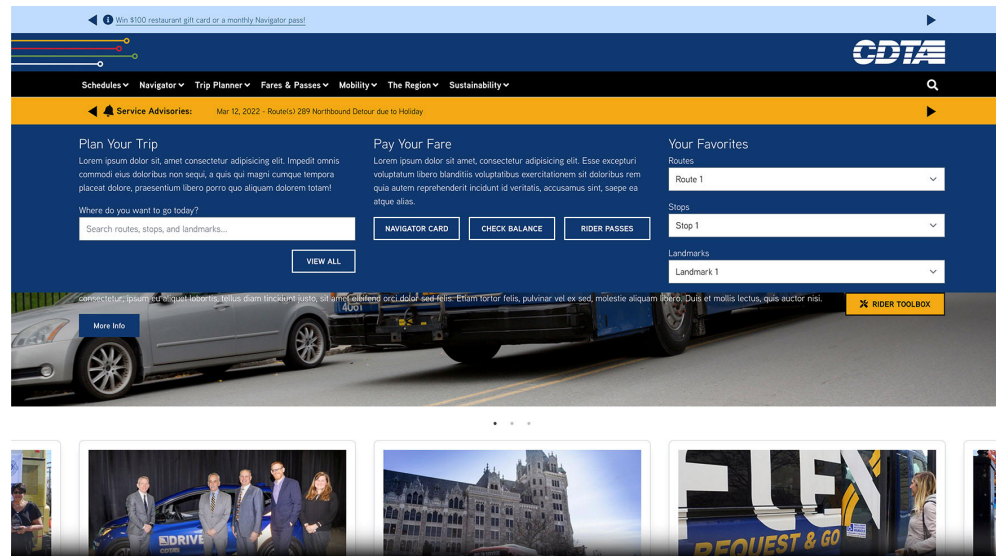 Win $100 restaurant gift card or a monthly Navigator pass!
CDTA
Schedules Navigator Trip Planner Fares & Passes Mobility The Region Sustainability
Service Advisories: Mar 12, 2022 - Route(s) 289 Northbound Detour due to Holiday
Plan Your Trip
Lorem ipsum dolor sit, amet consectetur adipisicing elit. Impedit omnis
commodi eius doloribus non sequi, a quis qui magni cumque tempora
placeat dolore, praesentium libero porro quo aliquam dolorem totam!
Where do you want to go today?
Search routes, stops, and landmarks...
VIEW ALL
Pay Your Fare
Lorem ipsum dolor sit amet, consectetur adipisicing elit. Esse excepturi
voluptatum libero blanditiis voluptatibus exercitationem sit doloribus rem
quia autem reprehenderit incidunt id veritatis, accusamus sint, saepe ea
atque alias.
NAVIGATOR CARD CHECK BALANCE RIDER PASSES
Your Favorites
Routes
Route 1
Stops
Stop 1
Landmarks
Landmark 1
consectetur, ipsum eu aliquet lobortis, tellus diam tincidunt justo, sit amet eleifend orci dolor sed felis. Etiam tortor felis, pulvinar vel ex sed, molestie aliquam libero. Duis et mollis lectus, quis auctor nisi.
RIDER TOOLBOX
4061
More Info
DRIVE
CDTA
FLEX
REQUEST & GO